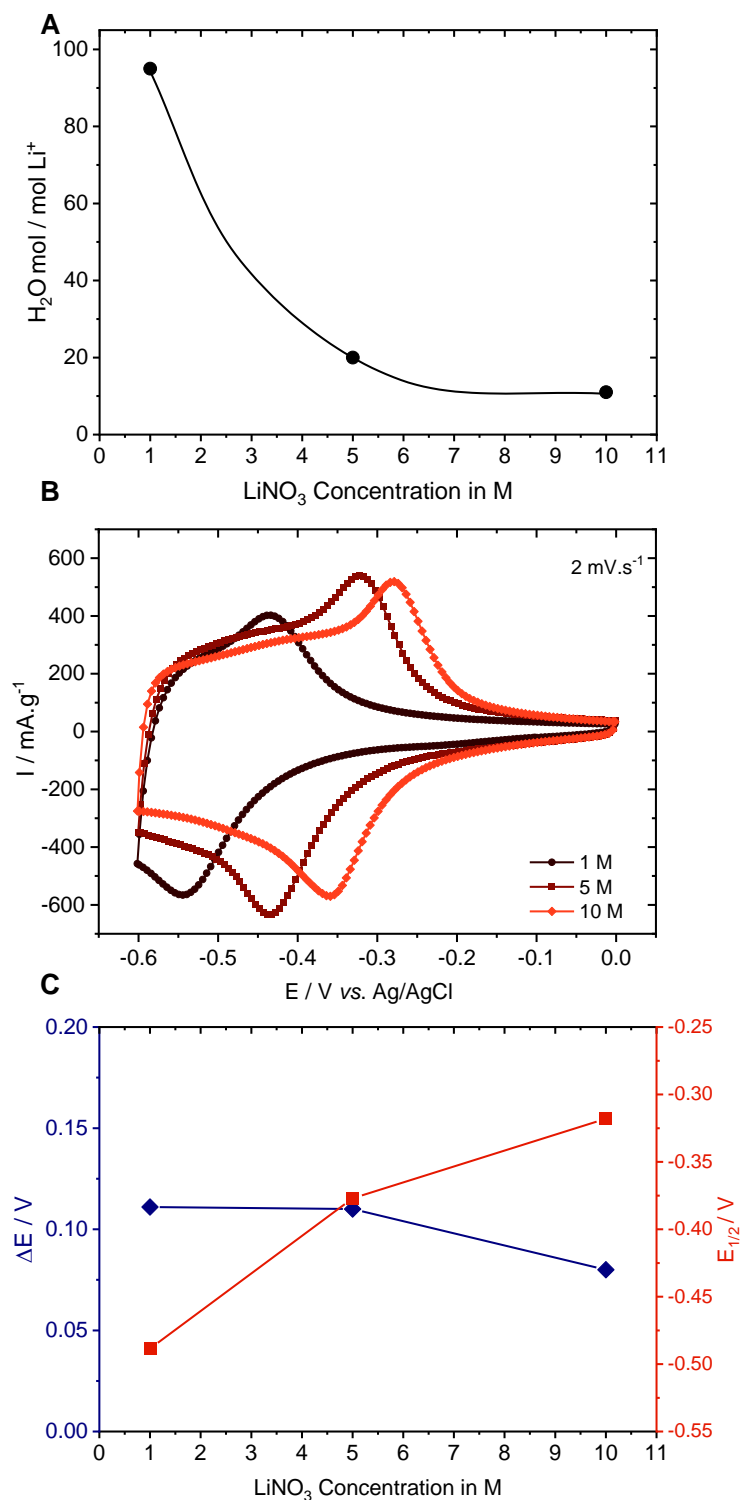 A
100
80
60
40
20
0
H₂O mol / mol Li⁺
0 1 2 3 4 5 6 7 8 9 10 11
LiNO₃ Concentration in M
B
600
400
200
0
-200
-400
-600
I / mA.g⁻¹
2 mV.s⁻¹
1 M
5 M
10 M
-0.6 -0.5 -0.4 -0.3 -0.2 -0.1 0.0
E / V vs. Ag/AgCl
C
0.20
0.15
0.10
0.05
0.00
ΔE / V
-0.25
-0.30
-0.35
-0.40
-0.45
-0.50
-0.55
E₁/₂ / V
0 1 2 3 4 5 6 7 8 9 10 11
LiNO₃ Concentration in M